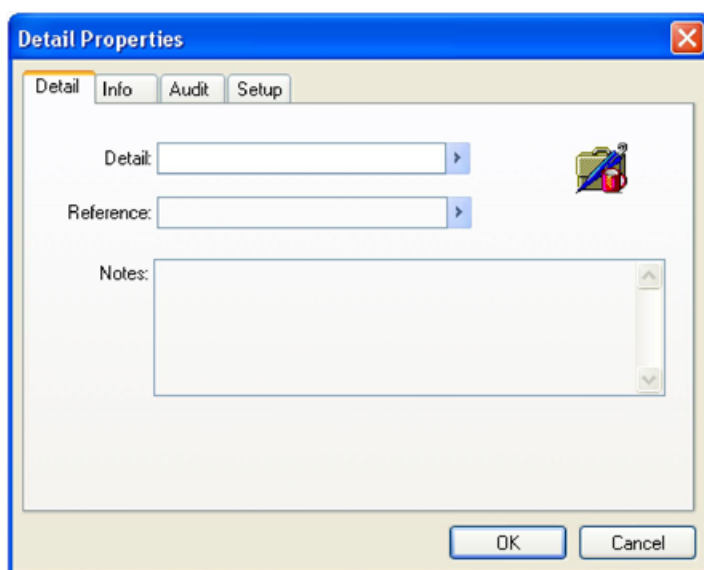 Detail Properties
Detail Info Audit Setup
Detail:
Reference:
Notes:
OK Cancel